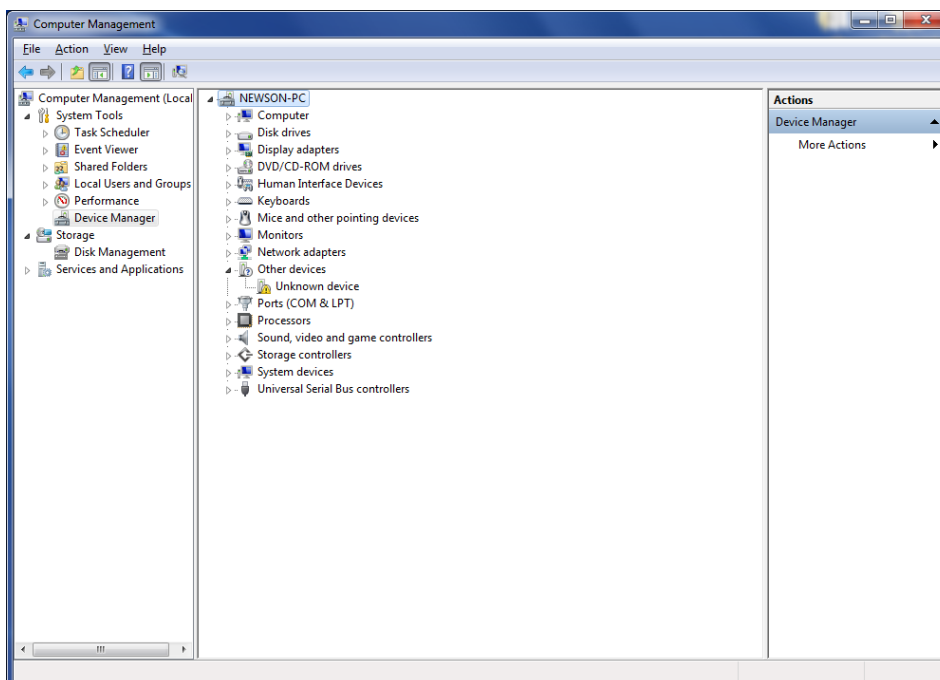 Computer Management
File Action View Help
Computer Management (Local
System Tools
Task Scheduler
Event Viewer
Shared Folders
Local Users and Groups
Performance
Device Manager
Storage
Disk Management
Services and Applications
NEWSON-PC
Computer
Disk drives
Display adapters
DVD/CD-ROM drives
Human Interface Devices
Keyboards
Mice and other pointing devices
Monitors
Network adapters
Other devices
Unknown device
Ports (COM & LPT)
Processors
Sound, video and game controllers
Storage controllers
System devices
Universal Serial Bus controllers
Actions
Device Manager
More Actions